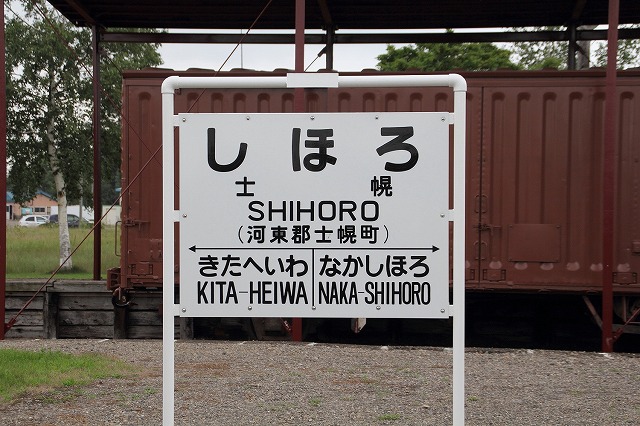 しほろ
士幌
SHIHORO
(河東郡士幌町)
きたへいわ なかしほろ
KITA-HEIWA NAKA-SHIHORO